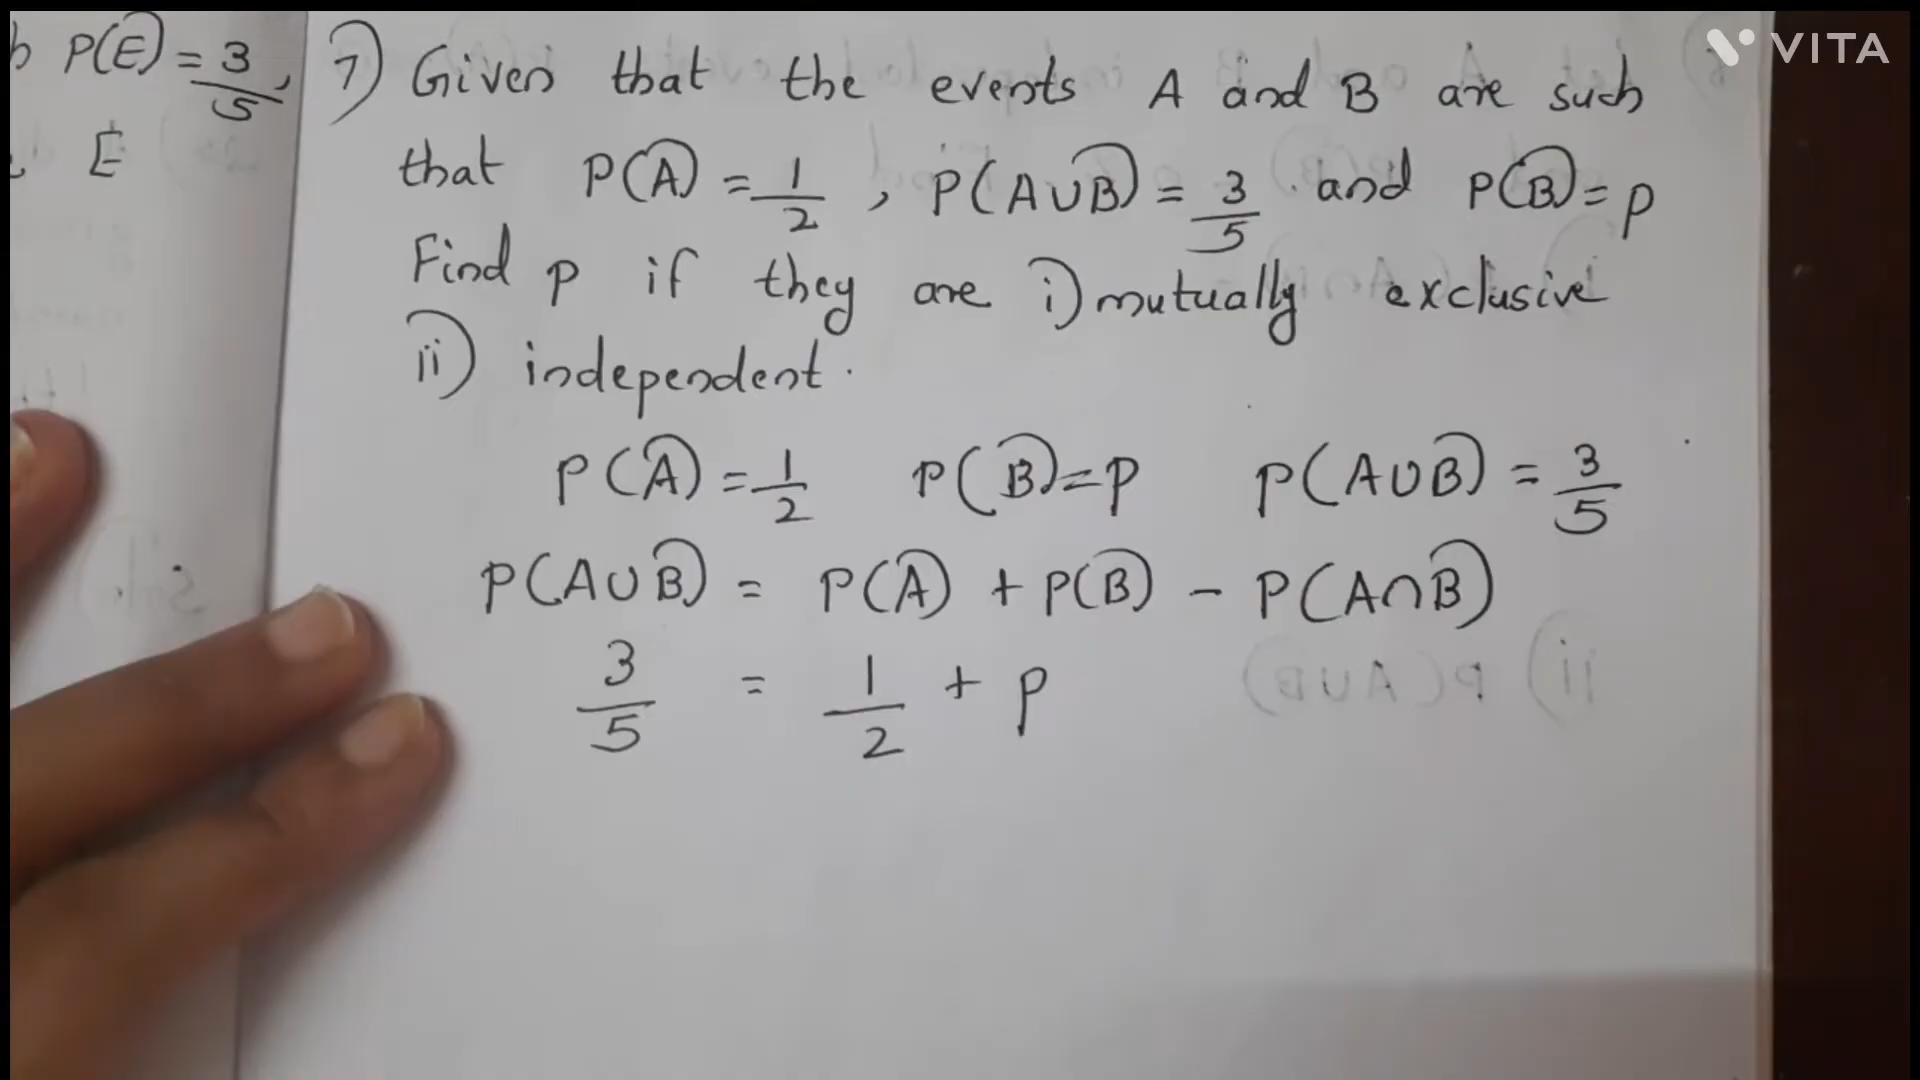 VITA
P(E) = 3/5,
E
7) Given that the events A and B are such
that P(A) = 1/2, P(A∪B) = 3/5 and P(B) = p
Find p if they are i) mutually exclusive
ii) independent.
P(A) = 1/2 P(B) = p P(A∪B) = 3/5
P(A∪B) = P(A) + P(B) - P(A∩B)
3/5 = 1/2 + p